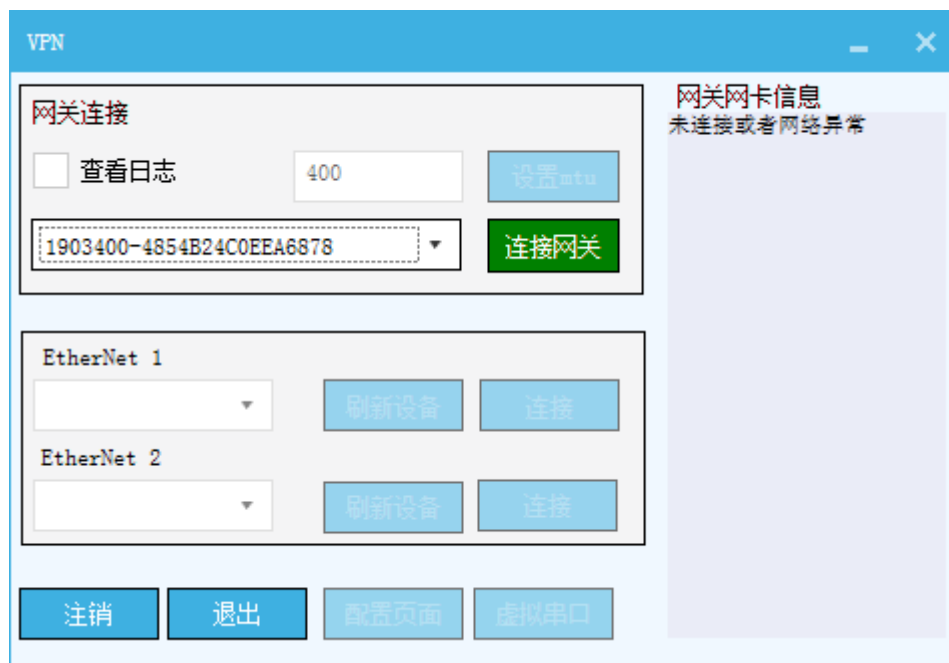 VPN
网关连接
查看日志 400 设置mtu
1903400-4854B24C0EEA6878 连接网关
EtherNet 1
刷新设备 连接
EtherNet 2
刷新设备 连接
注销 退出 配置页面 虚拟串口
网关网卡信息
未连接或者网络异常